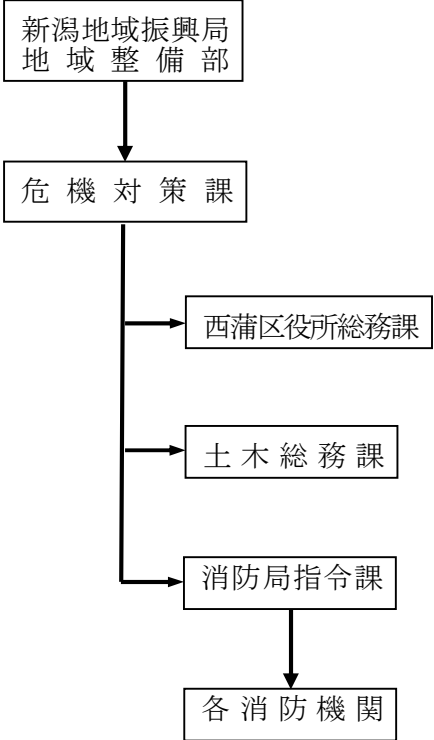 新潟地域振興局
地域整備部
危機対策課
西蒲区役所総務課
土木総務課
消防局指令課
各消防機関